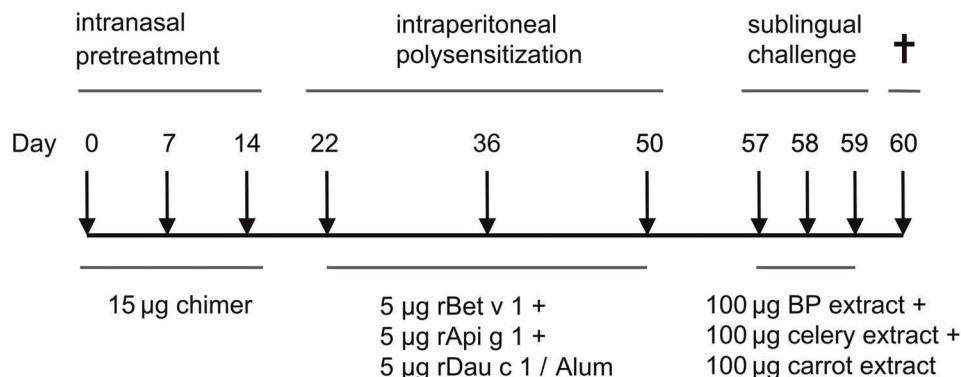 intranasal
pretreatment
intraperitoneal
polysensitization
sublingual
challenge
†
Day 0 7 14 22 36 50 57 58 59 60
15 µg chimer
5 µg rBet v 1 +
5 µg rApi g 1 +
5 µg rDau c 1 / Alum
100 µg BP extract +
100 µg celery extract +
100 µg carrot extract